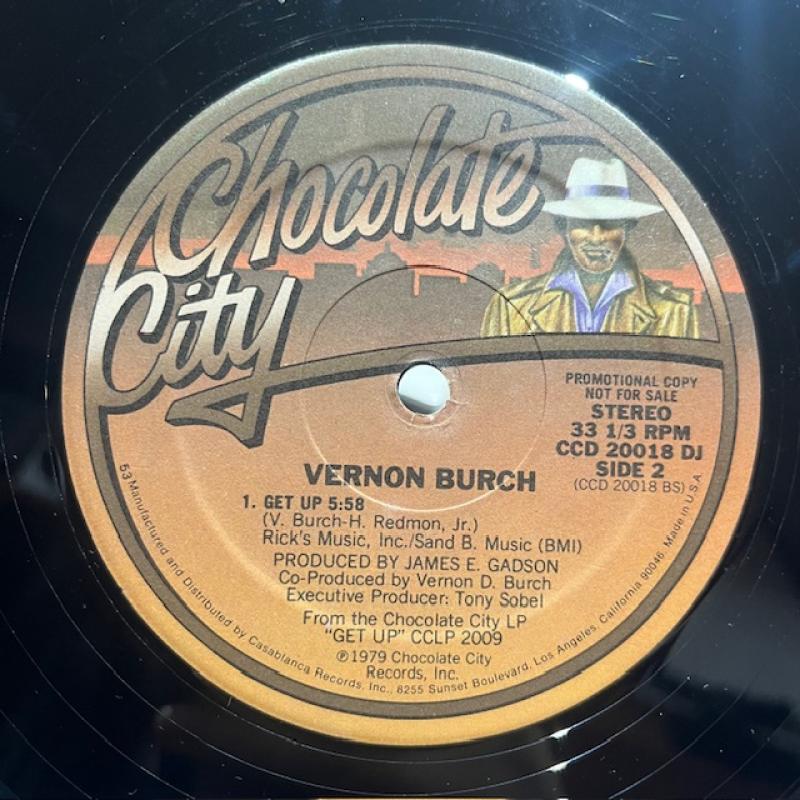 Chocolate
City
PROMOTIONAL COPY
NOT FOR SALE
STEREO
33 1/3 RPM
CCD 20018 DJ
SIDE 2
(CCD 20018 BS)
VERNON BURCH
1. GET UP 5:58
(V. Burch-H. Redmon, Jr.)
Rick's Music, Inc./Sand B. Music (BMI)
PRODUCED BY JAMES E. GADSON
Co-Produced by Vernon D. Burch
Executive Producer: Tony Sobel
From the Chocolate City LP
"GET UP" CCLP 2009
℗1979 Chocolate City
Records, Inc.
53 Manufactured and Distributed by Casablanca Records, Inc., 8255 Sunset Boulevard, Los Angeles, California 90046. Made in U.S.A.